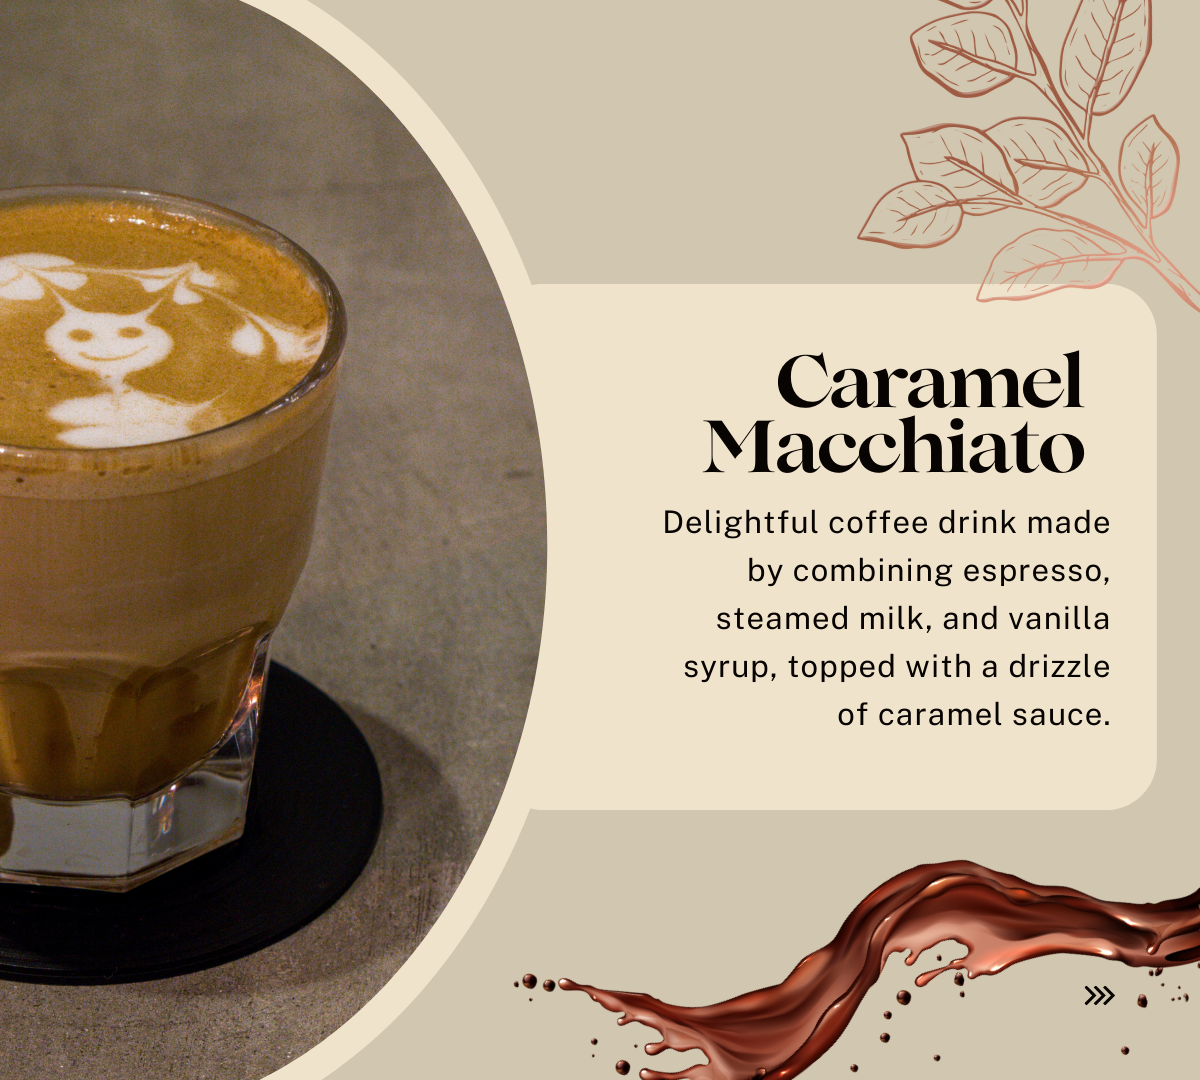 Caramel
Macchiato
Delightful coffee drink made
by combining espresso,
steamed milk, and vanilla
syrup, topped with a drizzle
of caramel sauce.